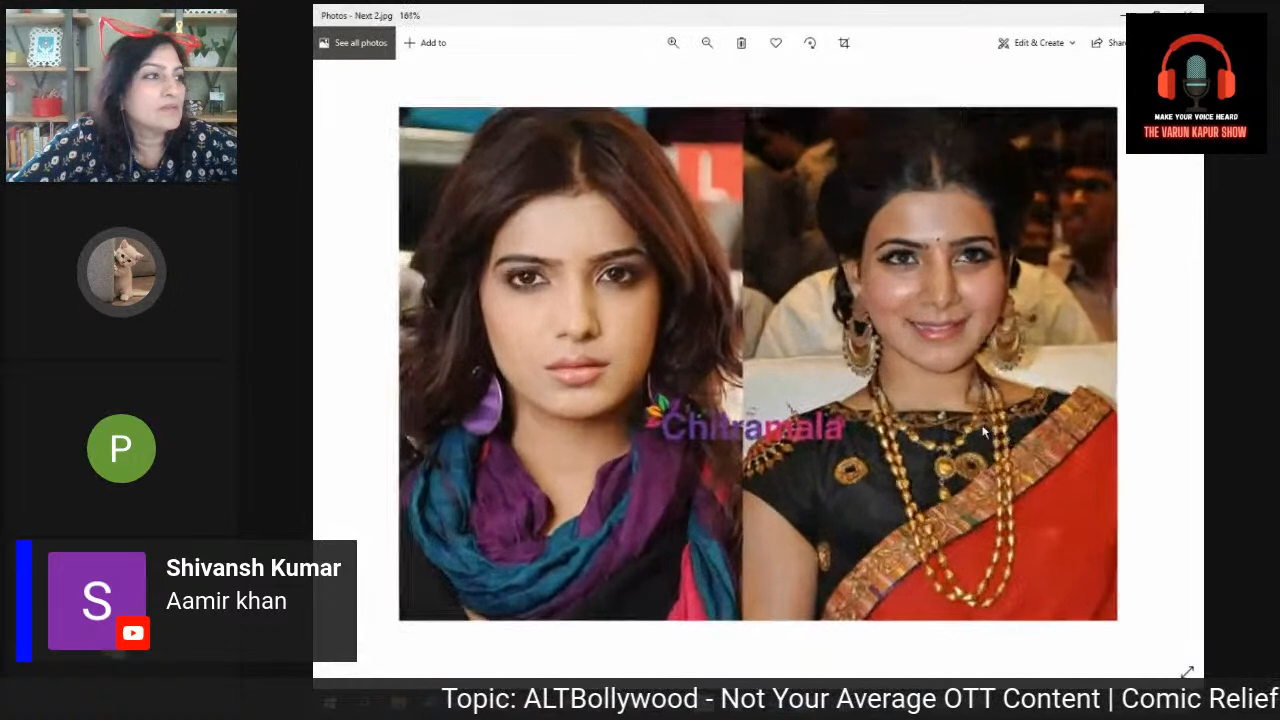 Photos - Next 2.jpg 161%
See all photos
Add to
Edit & Create
Share
MAKE YOUR VOICE HEARD
THE VARUN KAPUR SHOW
L
Chitramala
P
S
Shivansh Kumar
Aamir khan
Topic: ALTBollywood - Not Your Average OTT Content | Comic Relief